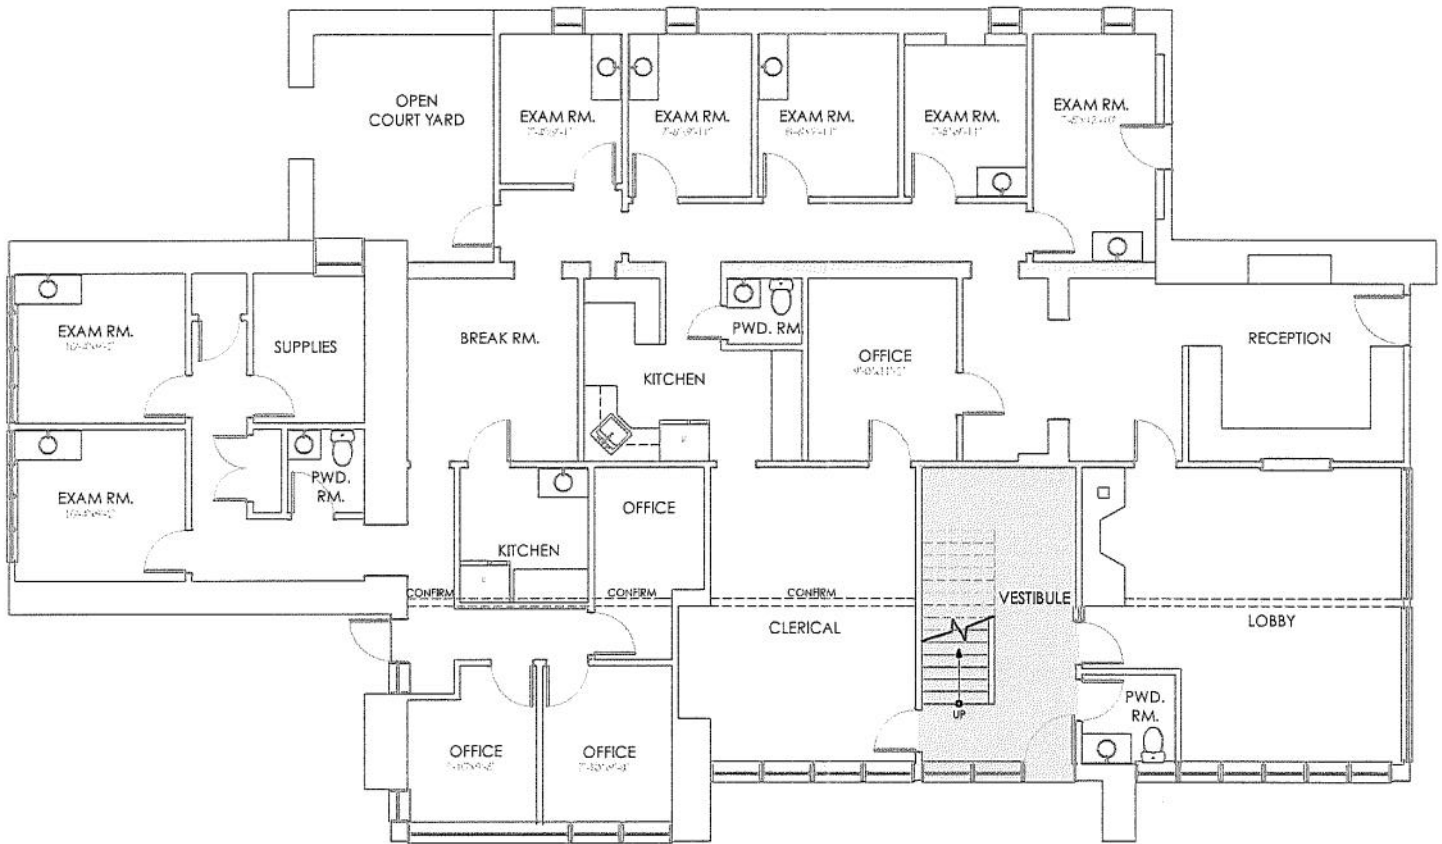 OPEN
COURT YARD
EXAM RM.
EXAM RM.
EXAM RM.
EXAM RM.
EXAM RM.
EXAM RM.
SUPPLIES
BREAK RM.
PWD. RM.
KITCHEN
OFFICE
RECEPTION
EXAM RM.
PWD.
RM.
KITCHEN
OFFICE
CONFIRM
CONFIRM
CONFIRM
CLERICAL
VESTIBULE
LOBBY
UP
PWD.
RM.
OFFICE
OFFICE